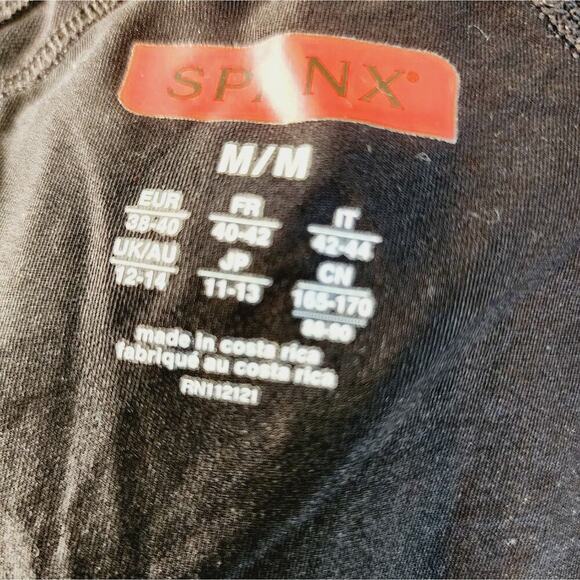 SPANX
M/M
EUR FR IT
38-40 40-42 42-44
UK/AU JP CN
12-14 11-13 165-170
made in costa rica
fabriqué au costa rica
RN112121